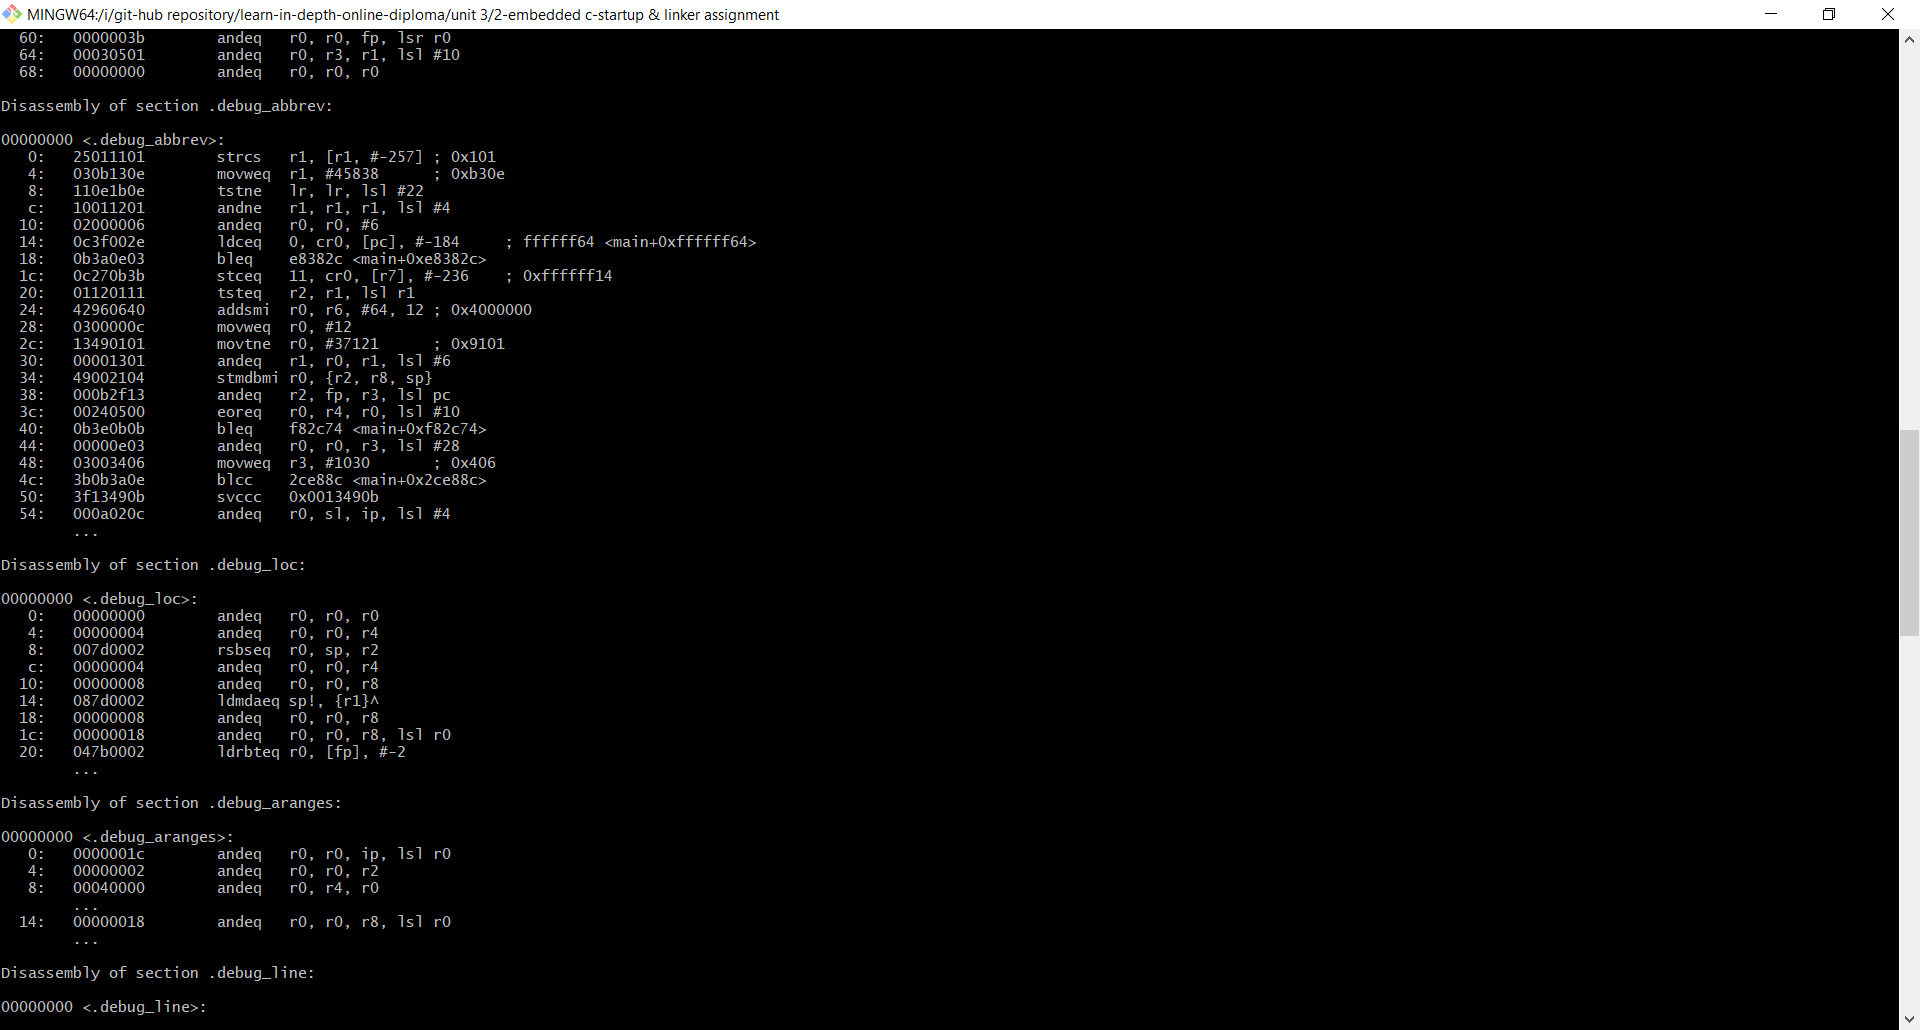 MINGW64:/i/git-hub repository/learn-in-depth-online-diploma/unit 3/2-embedded c-startup & linker assignment
  60:   0000003b        andeq   r0, r0, fp, lsr r0
  64:   00030501        andeq   r0, r3, r1, lsl #10
  68:   00000000        andeq   r0, r0, r0
Disassembly of section .debug_abbrev:
00000000 <.debug_abbrev>:
   0:   25011101        strcs   r1, [r1, #-257] ; 0x101
   4:   030b130e        movweq  r1, #45838      ; 0xb30e
   8:   110e1b0e        tstne   lr, lr, lsl #22
   c:   10011201        andne   r1, r1, r1, lsl #4
  10:   02000006        andeq   r0, r0, #6
  14:   0c3f002e        ldceq   0, cr0, [pc], #-184     ; ffffff64 <main+0xffffff64>
  18:   0b3a0e03        bleq    e8382c <main+0xe8382c>
  1c:   0c270b3b        stceq   11, cr0, [r7], #-236    ; 0xffffff14
  20:   01120111        tsteq   r2, r1, lsl r1
  24:   42960640        addsmi  r0, r6, #64, 12 ; 0x4000000
  28:   0300000c        movweq  r0, #12
  2c:   13490101        movtne  r0, #37121      ; 0x9101
  30:   00001301        andeq   r1, r0, r1, lsl #6
  34:   49002104        stmdbmi r0, {r2, r8, sp}
  38:   000b2f13        andeq   r2, fp, r3, lsl pc
  3c:   00240500        eoreq   r0, r4, r0, lsl #10
  40:   0b3e0b0b        bleq    f82c74 <main+0xf82c74>
  44:   00000e03        andeq   r0, r0, r3, lsl #28
  48:   03003406        movweq  r3, #1030       ; 0x406
  4c:   3b0b3a0e        blcc    2ce88c <main+0x2ce88c>
  50:   3f13490b        svccc   0x0013490b
  54:   000a020c        andeq   r0, sl, ip, lsl #4
        ...
Disassembly of section .debug_loc:
00000000 <.debug_loc>:
   0:   00000000        andeq   r0, r0, r0
   4:   00000004        andeq   r0, r0, r4
   8:   007d0002        rsbseq  r0, sp, r2
   c:   00000004        andeq   r0, r0, r4
  10:   00000008        andeq   r0, r0, r8
  14:   087d0002        ldmdaeq sp!, {r1}^
  18:   00000008        andeq   r0, r0, r8
  1c:   00000018        andeq   r0, r0, r8, lsl r0
  20:   047b0002        ldrbteq r0, [fp], #-2
        ...
Disassembly of section .debug_aranges:
00000000 <.debug_aranges>:
   0:   0000001c        andeq   r0, r0, ip, lsl r0
   4:   00000002        andeq   r0, r0, r2
   8:   00040000        andeq   r0, r4, r0
        ...
  14:   00000018        andeq   r0, r0, r8, lsl r0
        ...
Disassembly of section .debug_line:
00000000 <.debug_line>: